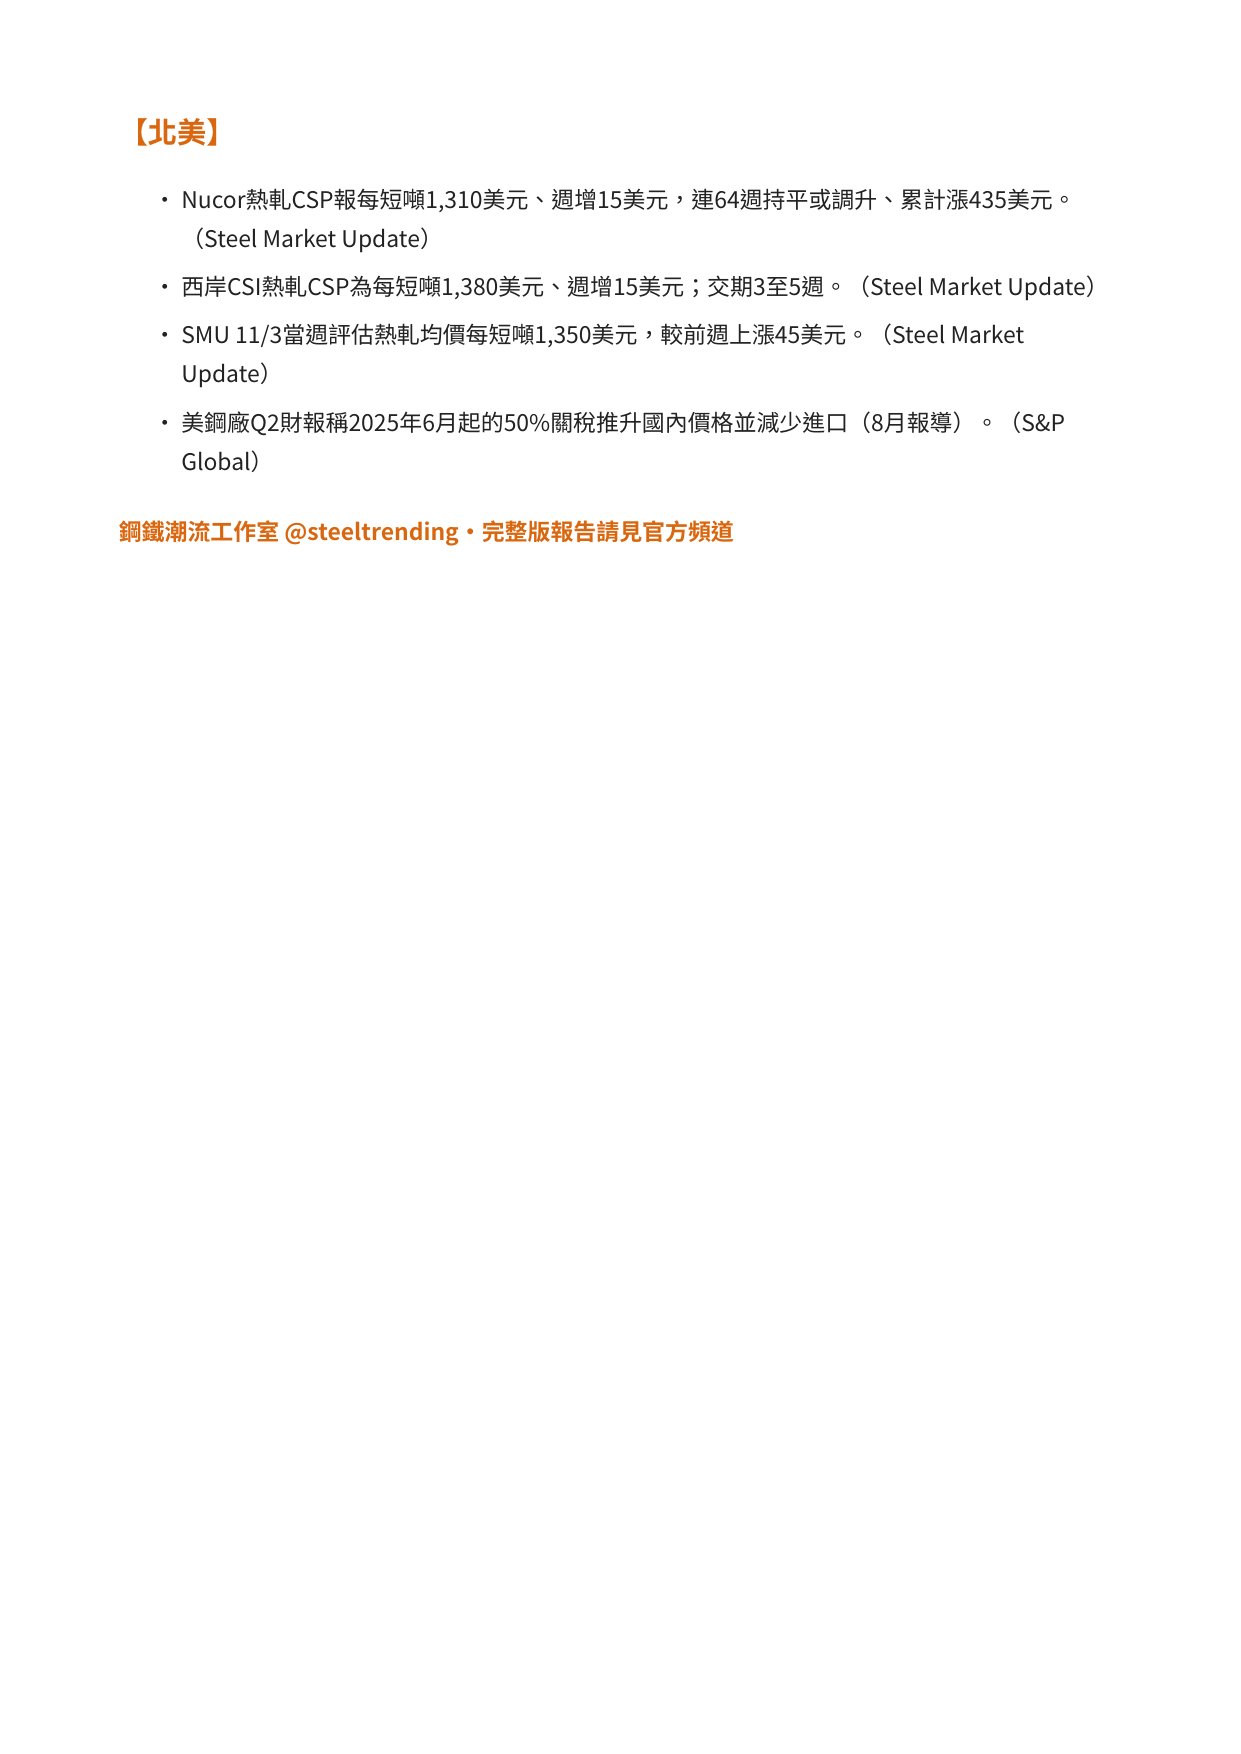 【北美】
• Nucor熱軋CSP報每短噸1,310美元、週增15美元，連64週持平或調升、累計漲435美元。
（Steel Market Update）
• 西岸CSI熱軋CSP為每短噸1,380美元、週增15美元；交期3至5週。（Steel Market Update）
• SMU 11/3當週評估熱軋均價每短噸1,350美元，較前週上漲45美元。（Steel Market
Update）
• 美鋼廠Q2財報稱2025年6月起的50%關稅推升國內價格並減少進口（8月報導）。（S&P
Global）
鋼鐵潮流工作室 @steeltrending・完整版報告請見官方頻道